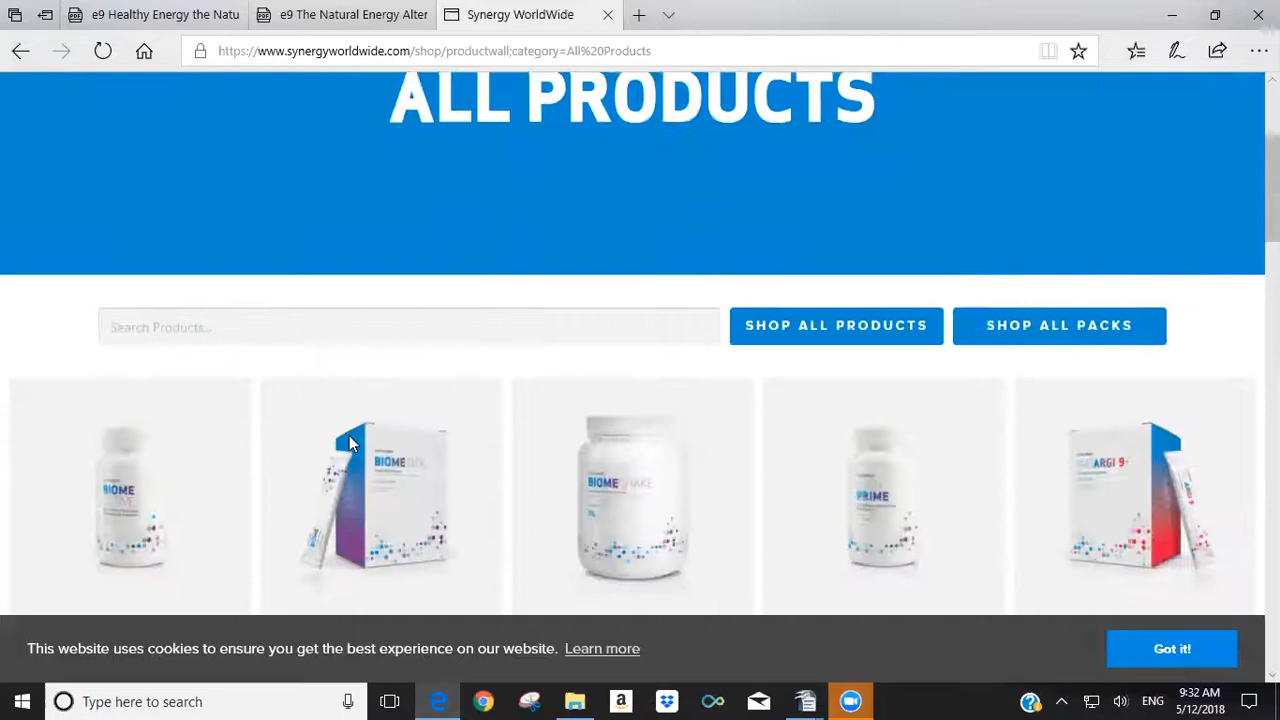 e9 Healthy Energy the Natu
e9 The Natural Energy Alter
Synergy WorldWide
https://www.synergyworldwide.com/shop/productwall;category=All%20Products
ALL PRODUCTS
Search Products...
SHOP ALL PRODUCTS
SHOP ALL PACKS
BIOME
BIOME
BIOME SHAKE
PRIME
ARGI 9+
This website uses cookies to ensure you get the best experience on our website. Learn more
Got it!
Type here to search
ENG
9:32 AM
5/12/2018